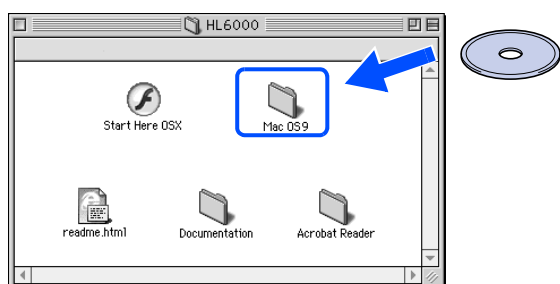 HL6000
Start Here OSX
Mac OS9
readme.html
Documentation
Acrobat Reader